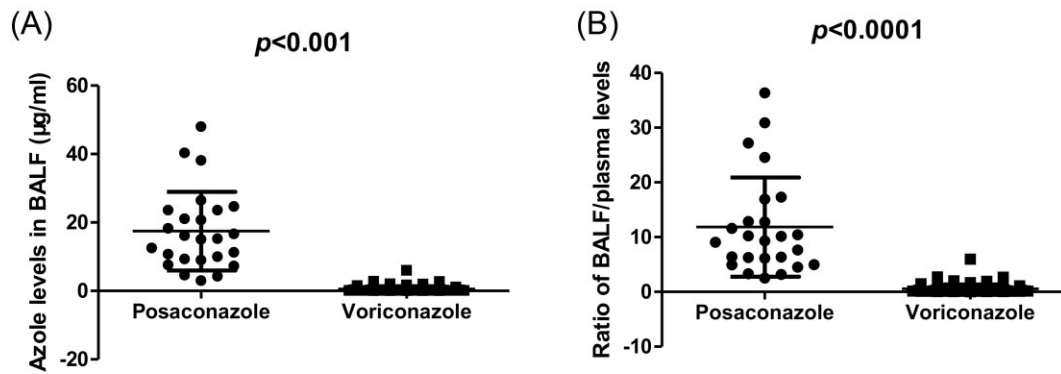 (A)
p<0.001
Azole levels in BALF (μg/ml)
60
40
20
0
-20
Posaconazole
Voriconazole
(B)
p<0.0001
Ratio of BALF/plasma levels
40
30
20
10
0
-10
Posaconazole
Voriconazole